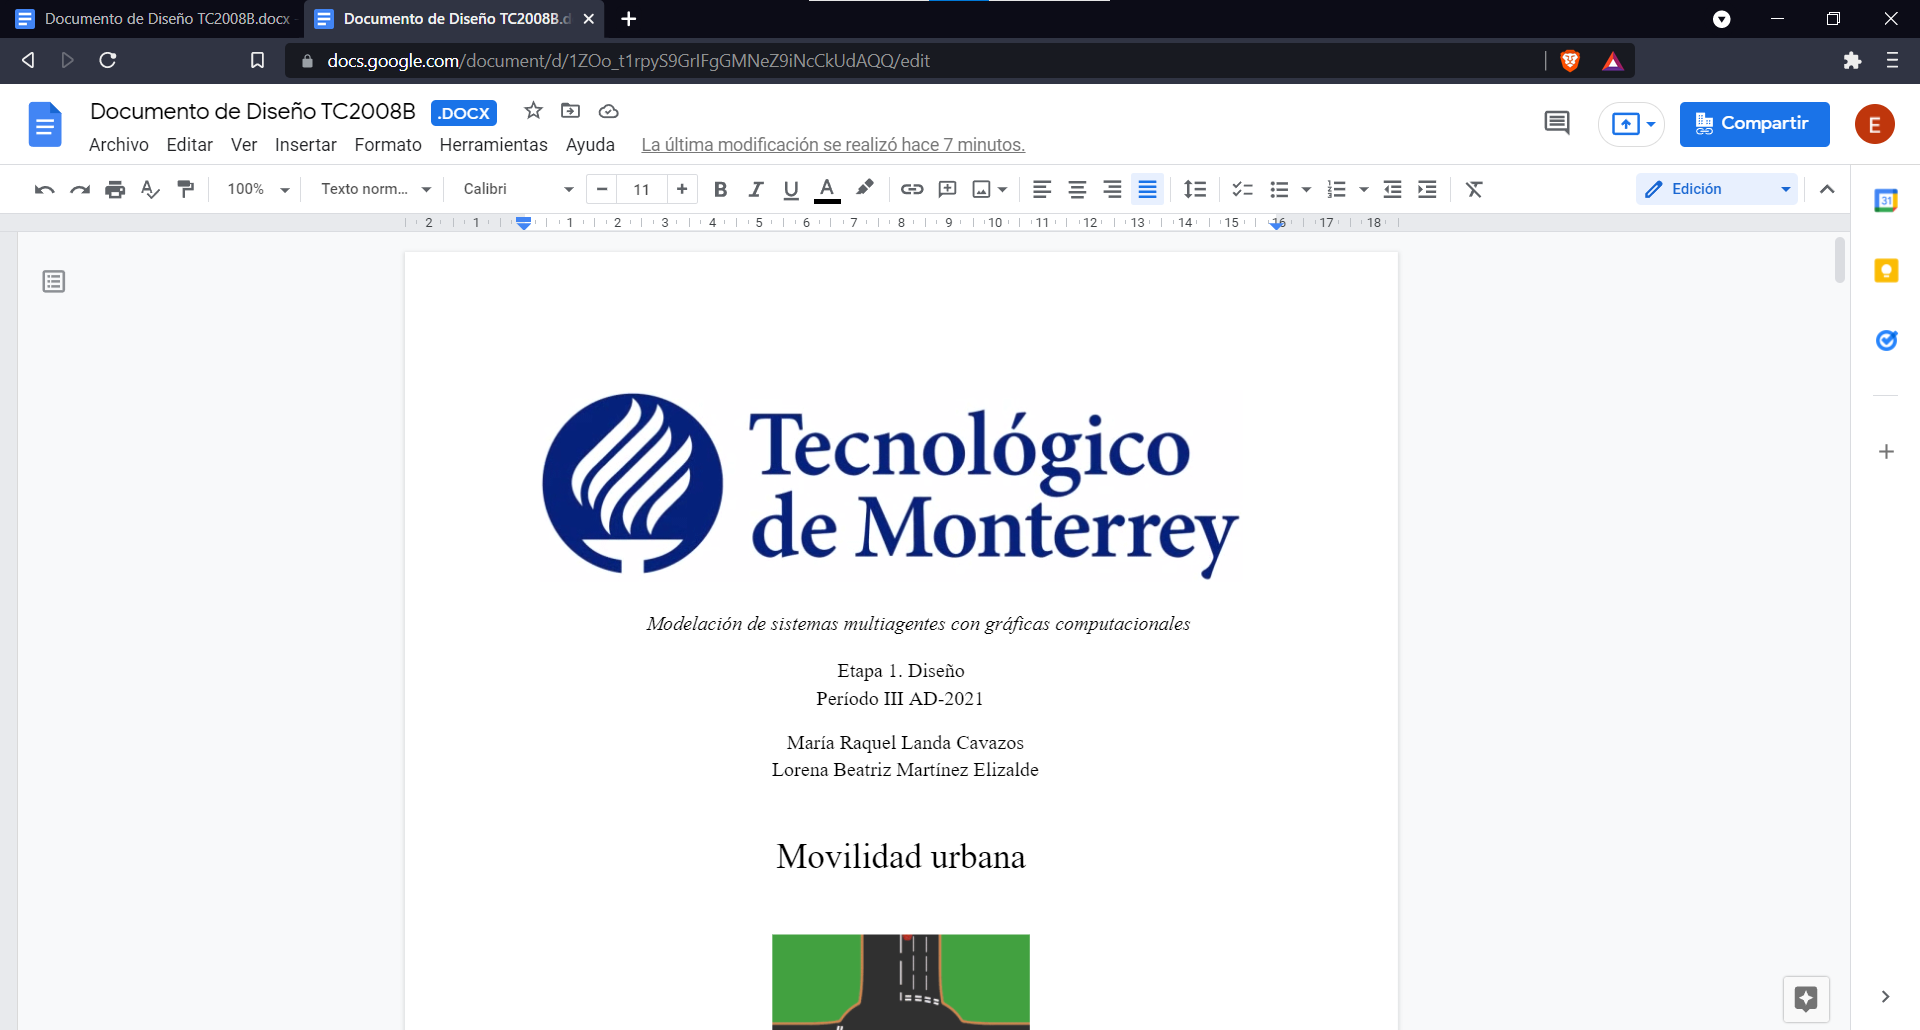 Documento de Diseño TC2008B.docx
Documento de Diseño TC2008B.d
docs.google.com/document/d/1ZOo_t1rpyS9GrIFgGMNeZ9iNcCkUdAQQ/edit
Documento de Diseño TC2008B .DOCX
Compartir
E
Archivo Editar Ver Insertar Formato Herramientas Ayuda La última modificación se realizó hace 7 minutos.
100% Texto norm... Calibri 11 B I U A Edición
31
2 1 1 2 3 4 5 6 7 8 9 10 11 12 13 14 15 16 17 18
Tecnológico
de Monterrey
Modelación de sistemas multiagentes con gráficas computacionales
Etapa 1. Diseño
Período III AD-2021
María Raquel Landa Cavazos
Lorena Beatriz Martínez Elizalde
Movilidad urbana